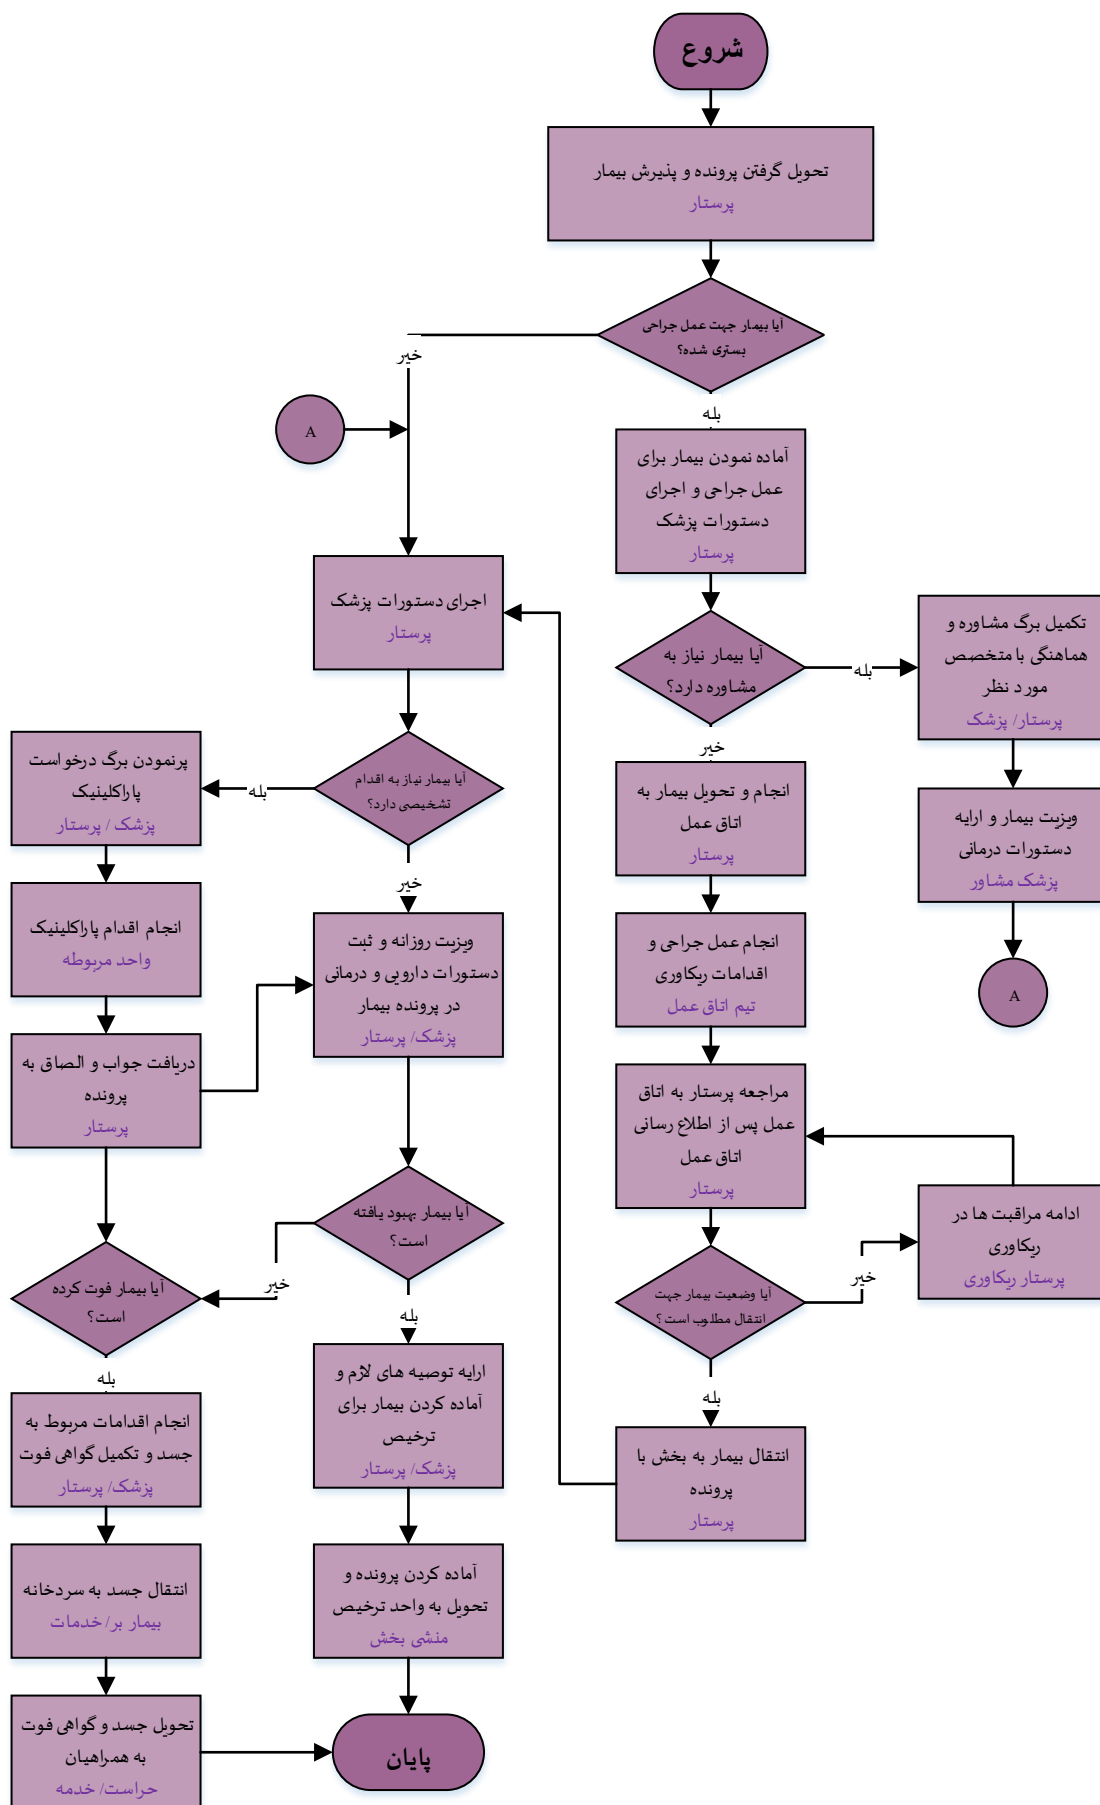 شروع
تحویل گرفتن پرونده و پذیرش بیمار
پرستار
آیا بیمار جهت عمل جراحی
بستری شده؟
خیر
بله
A
آماده نمودن بیمار برای
عمل جراحی و اجرای
دستورات پزشک
پرستار
اجرای دستورات پزشک
پرستار
آیا بیمار نیاز به
مشاوره دارد؟
بله
تکمیل برگ مشاوره و
هماهنگی با متخصص
مورد نظر
پرستار/ پزشک
خیر
پرنمودن برگ درخواست
پاراکلینیک
پزشک / پرستار
بله
آیا بیمار نیاز به اقدام
تشخیصی دارد؟
خیر
انجام و تحویل بیمار به
اتاق عمل
پرستار
ویزیت بیمار و ارایه
دستورات درمانی
پزشک مشاور
انجام اقدام پاراکلینیک
واحد مربوطه
ویزیت روزانه و ثبت
دستورات دارویی و درمانی
در پرونده بیمار
پزشک/ پرستار
انجام عمل جراحی و
اقدامات ریکاوری
تیم اتاق عمل
A
دریافت جواب و الصاق به
پرونده
پرستار
مراجعه پرستار به اتاق
عمل پس از اطلاع رسانی
اتاق عمل
پرستار
آیا بیمار بهبود یافته
است؟
خیر
بله
ادامه مراقبت ها در
ریکاوری
پرستار ریکاوری
آیا بیمار فوت کرده
است؟
بله
آیا وضعیت بیمار جهت
انتقال مطلوب است ؟
خیر
بله
انجام اقدامات مربوط به
جسد و تکمیل گواهی فوت
پزشک/ پرستار
ارایه توصیه های لازم و
آماده کردن بیمار برای
ترخیص
پزشک/ پرستار
انتقال بیمار به بخش با
پرونده
پرستار
انتقال جسد به سردخانه
بیمار بر/ خدمات
آماده کردن پرونده و
تحویل به واحد ترخیص
منشی بخش
تحویل جسد و گواهی فوت
به همراهیان
حراست/ خدمه
پایان